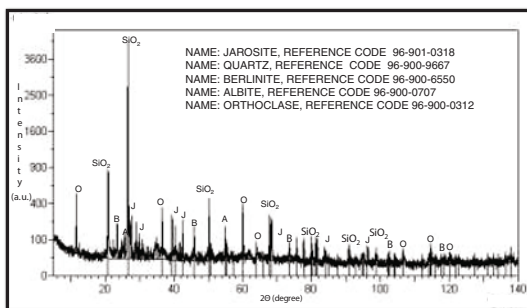 SiO₂
NAME: JAROSITE, REFERENCE CODE 96-901-0318
NAME: QUARTZ, REFERENCE CODE 96-900-9667
NAME: BERLINITE, REFERENCE CODE 96-900-6550
NAME: ALBITE, REFERENCE CODE 96-900-0707
NAME: ORTHOCLASE, REFERENCE CODE 96-900-0312
3600
2500
1600
900
400
100
0
Intensity
(a.u.)
SiO₂
O
B
A
J
J
O
J
J
B
SiO₂
A
O
O
SiO₂
J
B
SiO₂
J
SiO₂
J
B
O
O
B
O
20
40
60
80
100
120
140
2Θ (degree)